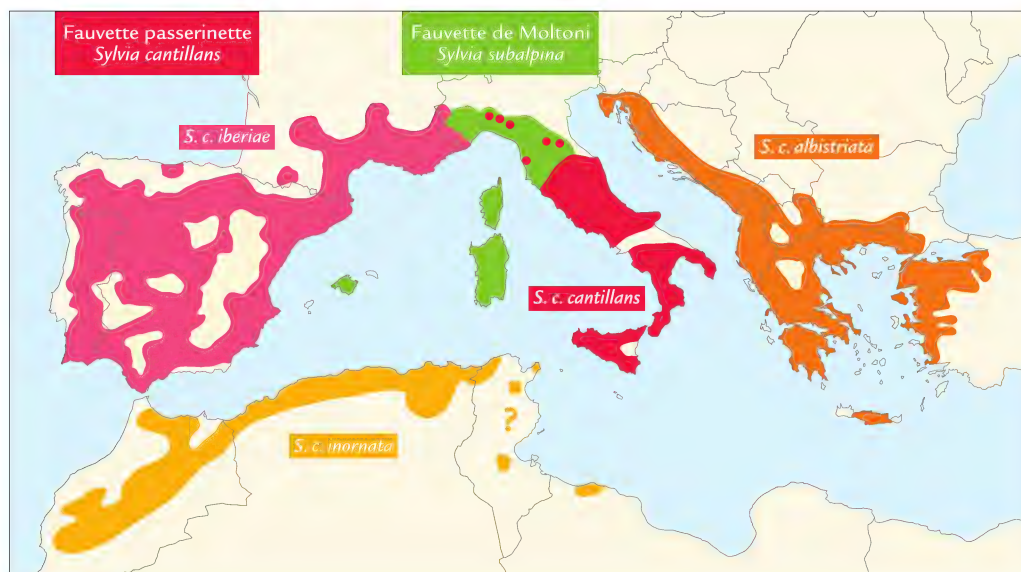 Fauvette passerinette
Sylvia cantillans
Fauvette de Moltoni
Sylvia subalpina
S. c. iberiae
S. c. albistriata
S. c. cantillans
S. c. inornata
?